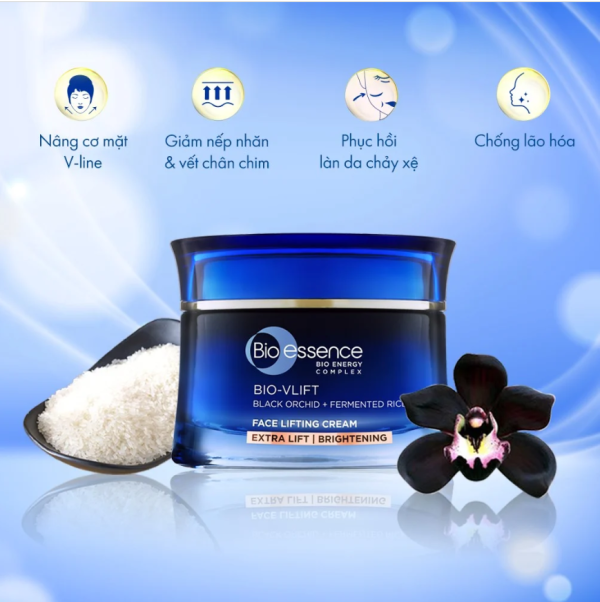 Nâng cơ mặt
V-line
Giảm nếp nhăn
& vết chân chim
Phục hồi
làn da chảy xệ
Chống lão hóa
Bio essence
BIO ENERGY
COMPLEX
BIO-VLIFT
BLACK ORCHID + FERMENTED RICE
FACE LIFTING CREAM
EXTRA LIFT | BRIGHTENING